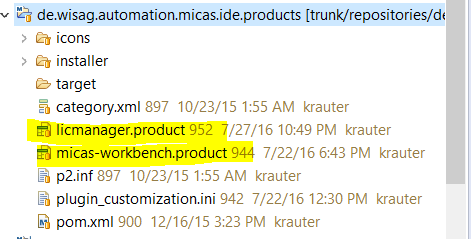 de.wisag.automation.micas.ide.products [trunk/repositories/de
icons
installer
target
category.xml 897 10/23/15 1:55 AM krauter
licmanager.product 952 7/27/16 10:49 PM krauter
micas-workbench.product 944 7/22/16 6:43 PM krauter
p2.inf 897 10/23/15 1:55 AM krauter
plugin_customization.ini 942 7/22/16 12:30 PM krauter
pom.xml 900 12/16/15 3:23 PM krauter